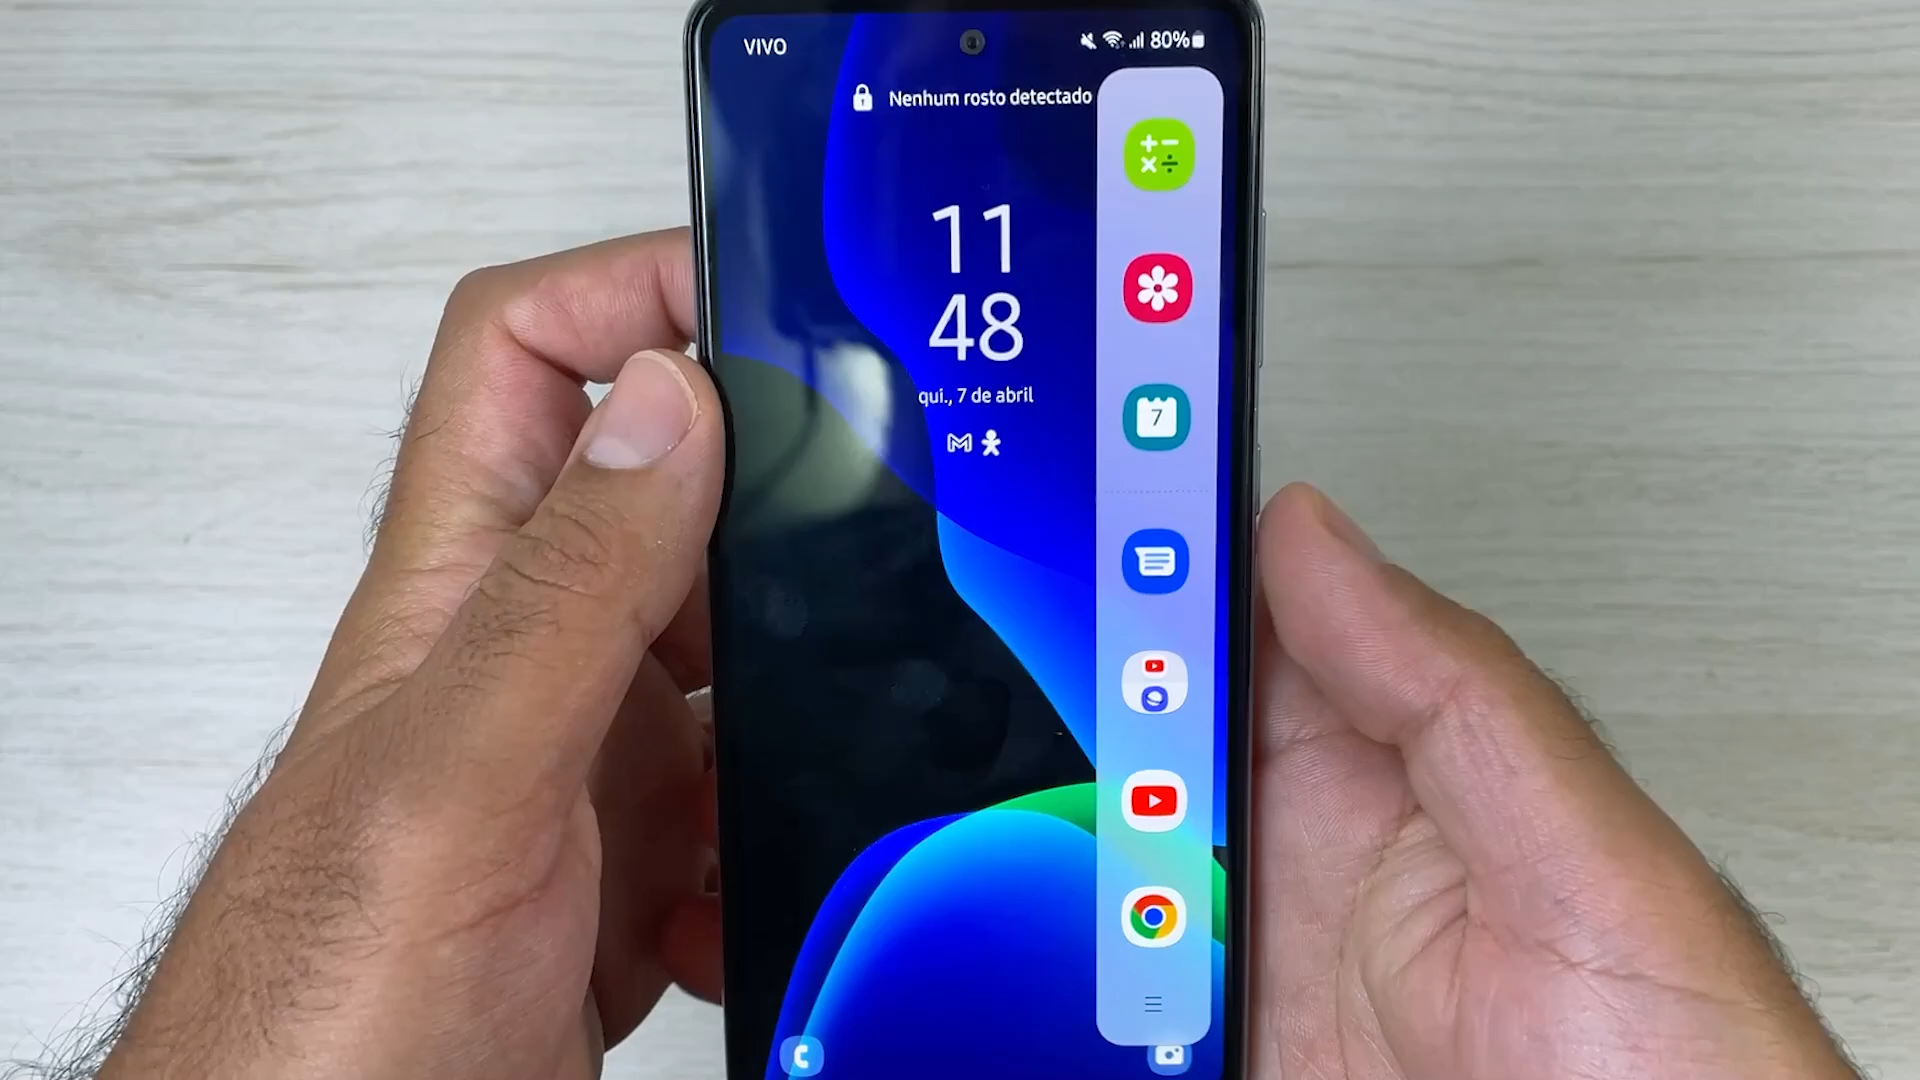 VIVO
80%
Nenhum rosto detectado
11
48
qui., 7 de abril
7